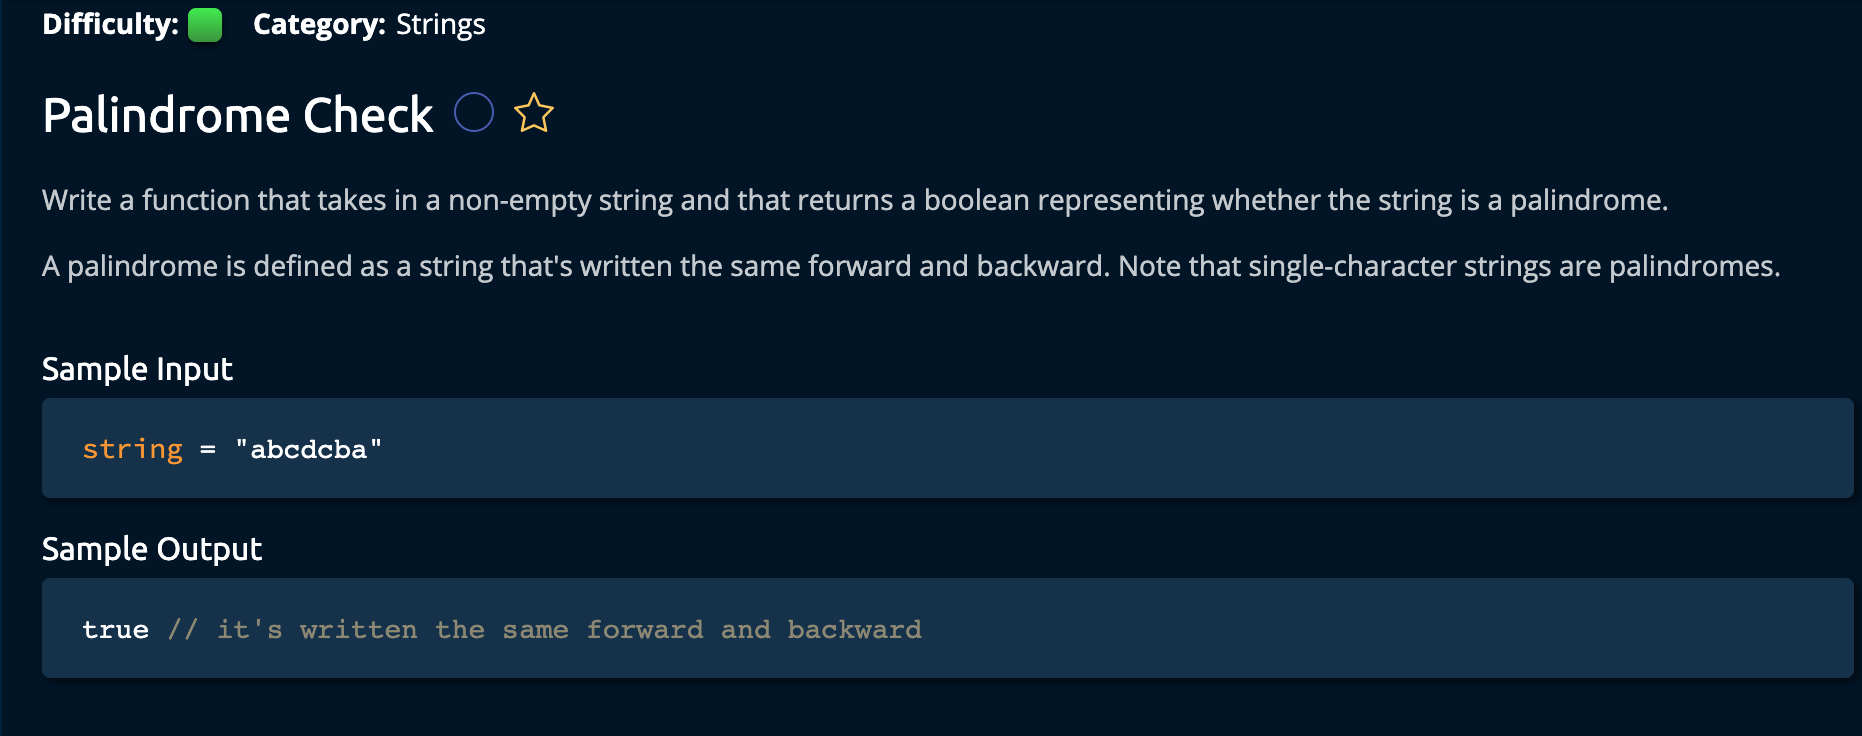 Difficulty: Category: Strings
Palindrome Check
Write a function that takes in a non-empty string and that returns a boolean representing whether the string is a palindrome.
A palindrome is defined as a string that's written the same forward and backward. Note that single-character strings are palindromes.
Sample Input
string = "abcdcba"
Sample Output
true // it's written the same forward and backward